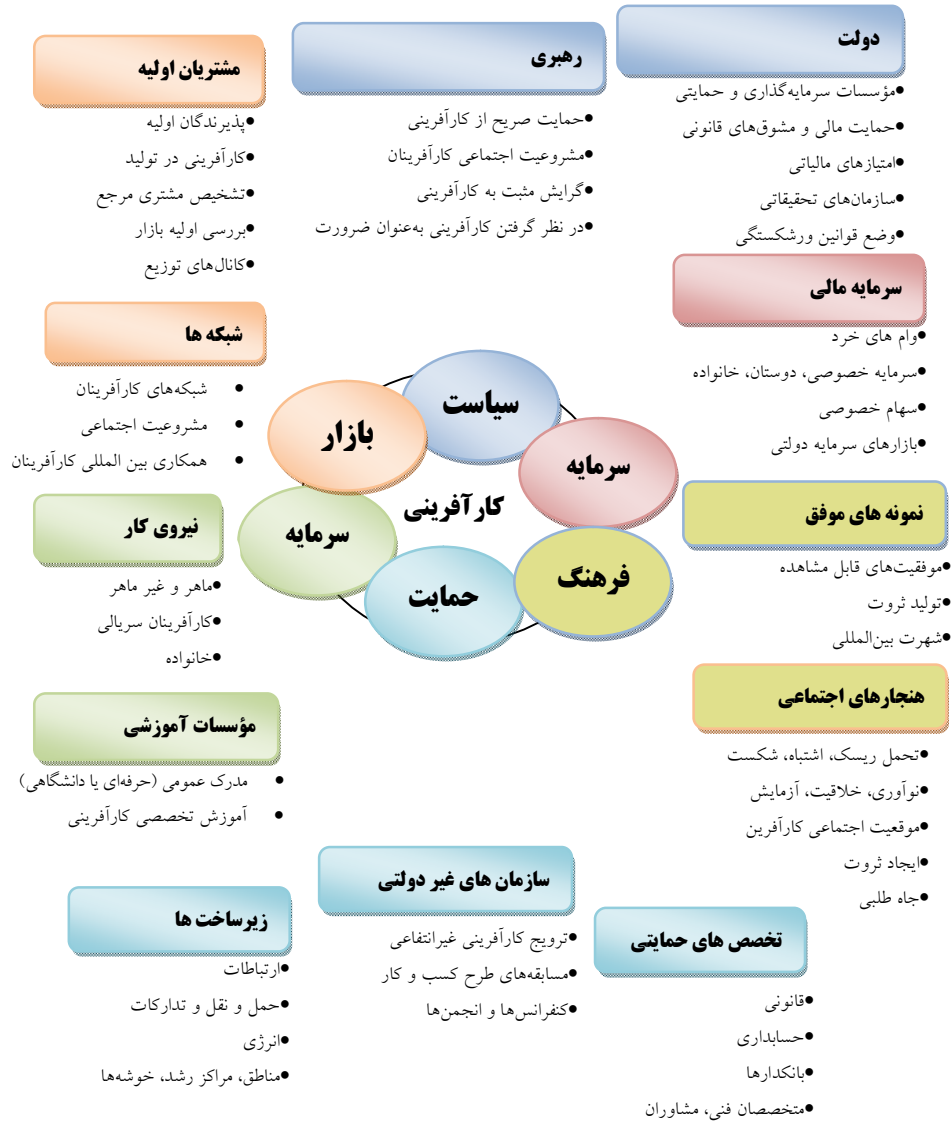 دولت
•مؤسسات سرمایه‌گذاری و حمایتی
•حمایت مالی و مشوق‌های قانونی
•امتیازهای مالیاتی
•سازمان‌های تحقیقاتی
•وضع قوانین ورشکستگی
رهبری
•حمایت صریح از کارآفرینی
•مشروعیت اجتماعی کارآفرینان
•گرایش مثبت به کارآفرینی
•در نظر گرفتن کارآفرینی به‌عنوان ضرورت
مشتریان اولیه
•پذیرندگان اولیه
•کارآفرینی در تولید
•تشخیص مشتری مرجع
•بررسی اولیه بازار
•کانال‌های توزیع
سرمایه مالی
•وام های خرد
•سرمایه خصوصی، دوستان، خانواده
•سهام خصوصی
•بازارهای سرمایه دولتی
شبکه ها
• شبکه‌های کارآفرینان
• مشروعیت اجتماعی
• همکاری بین المللی کارآفرینان
سیاست
بازار
سرمایه
کارآفرینی
سرمایه
فرهنگ
حمایت
نمونه های موفق
•موفقیت‌های قابل مشاهده
•تولید ثروت
•شهرت بین‌المللی
نیروی کار
•ماهر و غیر ماهر
•کارآفرینان سریالی
•خانواده
هنجارهای اجتماعی
•تحمل ریسک، اشتباه، شکست
•نوآوری، خلاقیت، آزمایش
•موقعیت اجتماعی کارآفرین
•ایجاد ثروت
•جاه طلبی
مؤسسات آموزشی
• مدرک عمومی (حرفه‌ای یا دانشگاهی)
• آموزش تخصصی کارآفرینی
تخصص های حمایتی
•قانونی
•حسابداری
•بانکدارها
•متخصصان فنی، مشاوران
سازمان های غیر دولتی
•ترویج کارآفرینی غیرانتفاعی
•مسابقه‌های طرح کسب و کار
•کنفرانس‌ها و انجمن‌ها
زیرساخت ها
•ارتباطات
•حمل و نقل و تدارکات
•انرژی
•مناطق، مراکز رشد، خوشه‌ها